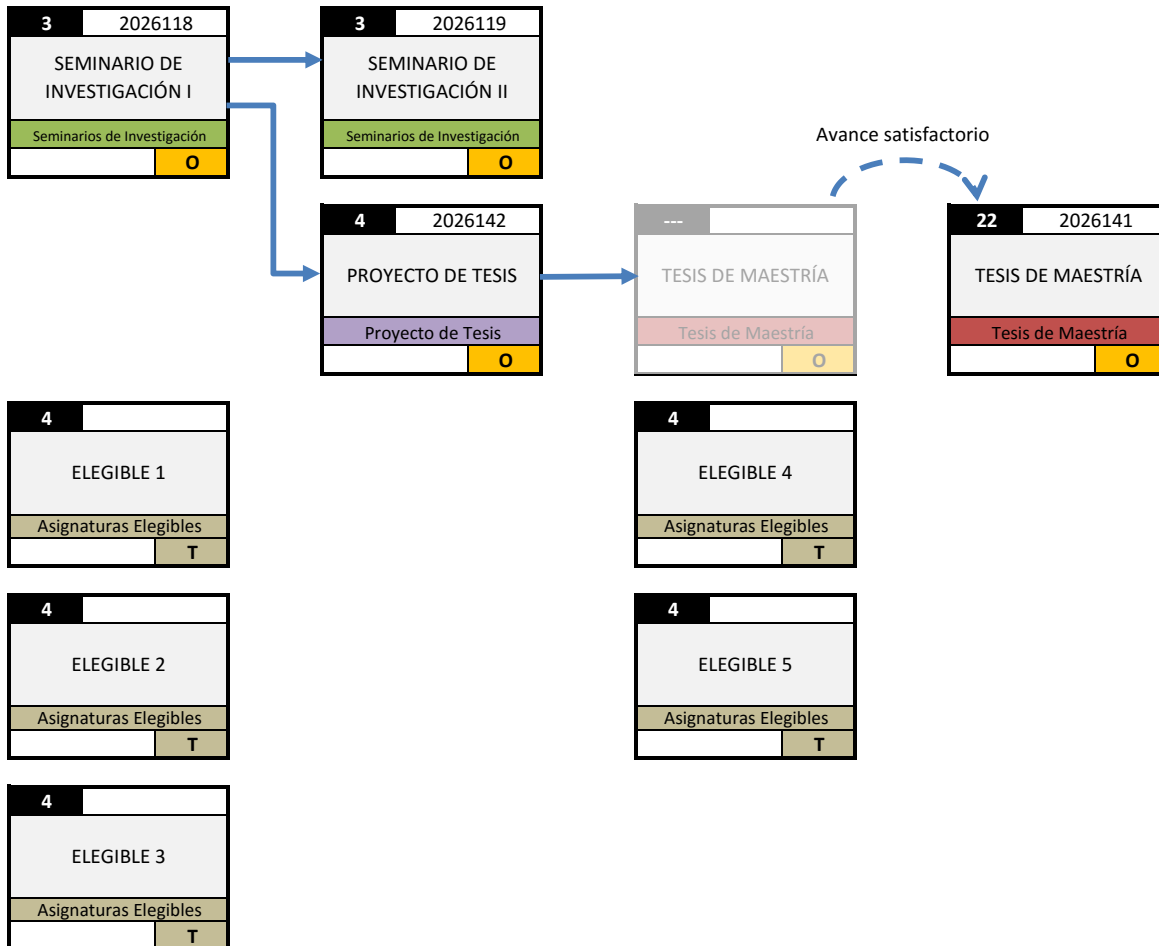 3 2026118
SEMINARIO DE
INVESTIGACIÓN I
Seminarios de Investigación
O
3 2026119
SEMINARIO DE
INVESTIGACIÓN II
Seminarios de Investigación
O
Avance satisfactorio
4 2026142
PROYECTO DE TESIS
Proyecto de Tesis
O
---
TESIS DE MAESTRÍA
Tesis de Maestría
O
22 2026141
TESIS DE MAESTRÍA
Tesis de Maestría
O
4
ELEGIBLE 1
Asignaturas Elegibles
T
4
ELEGIBLE 4
Asignaturas Elegibles
T
4
ELEGIBLE 2
Asignaturas Elegibles
T
4
ELEGIBLE 5
Asignaturas Elegibles
T
4
ELEGIBLE 3
Asignaturas Elegibles
T